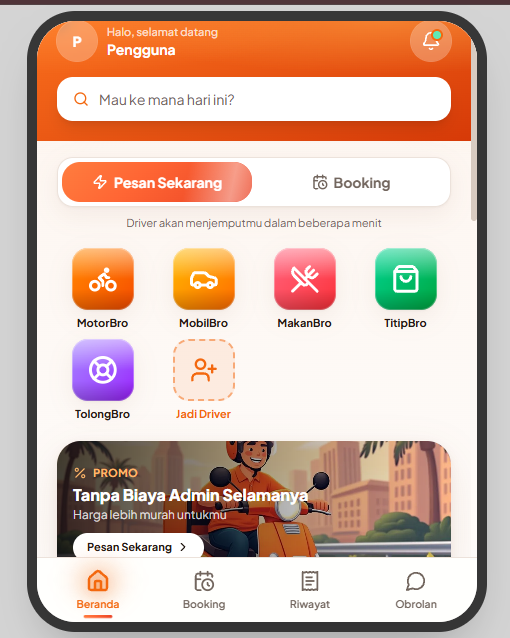 P
Halo, selamat datang
Pengguna
Mau ke mana hari ini?
Pesan Sekarang
Booking
Driver akan menjemputmu dalam beberapa menit
MotorBro
MobilBro
MakanBro
TitipBro
TolongBro
Jadi Driver
% PROMO
Tanpa Biaya Admin Selamanya
Harga lebih murah untukmu
Pesan Sekarang
Beranda
Booking
Riwayat
Obrolan